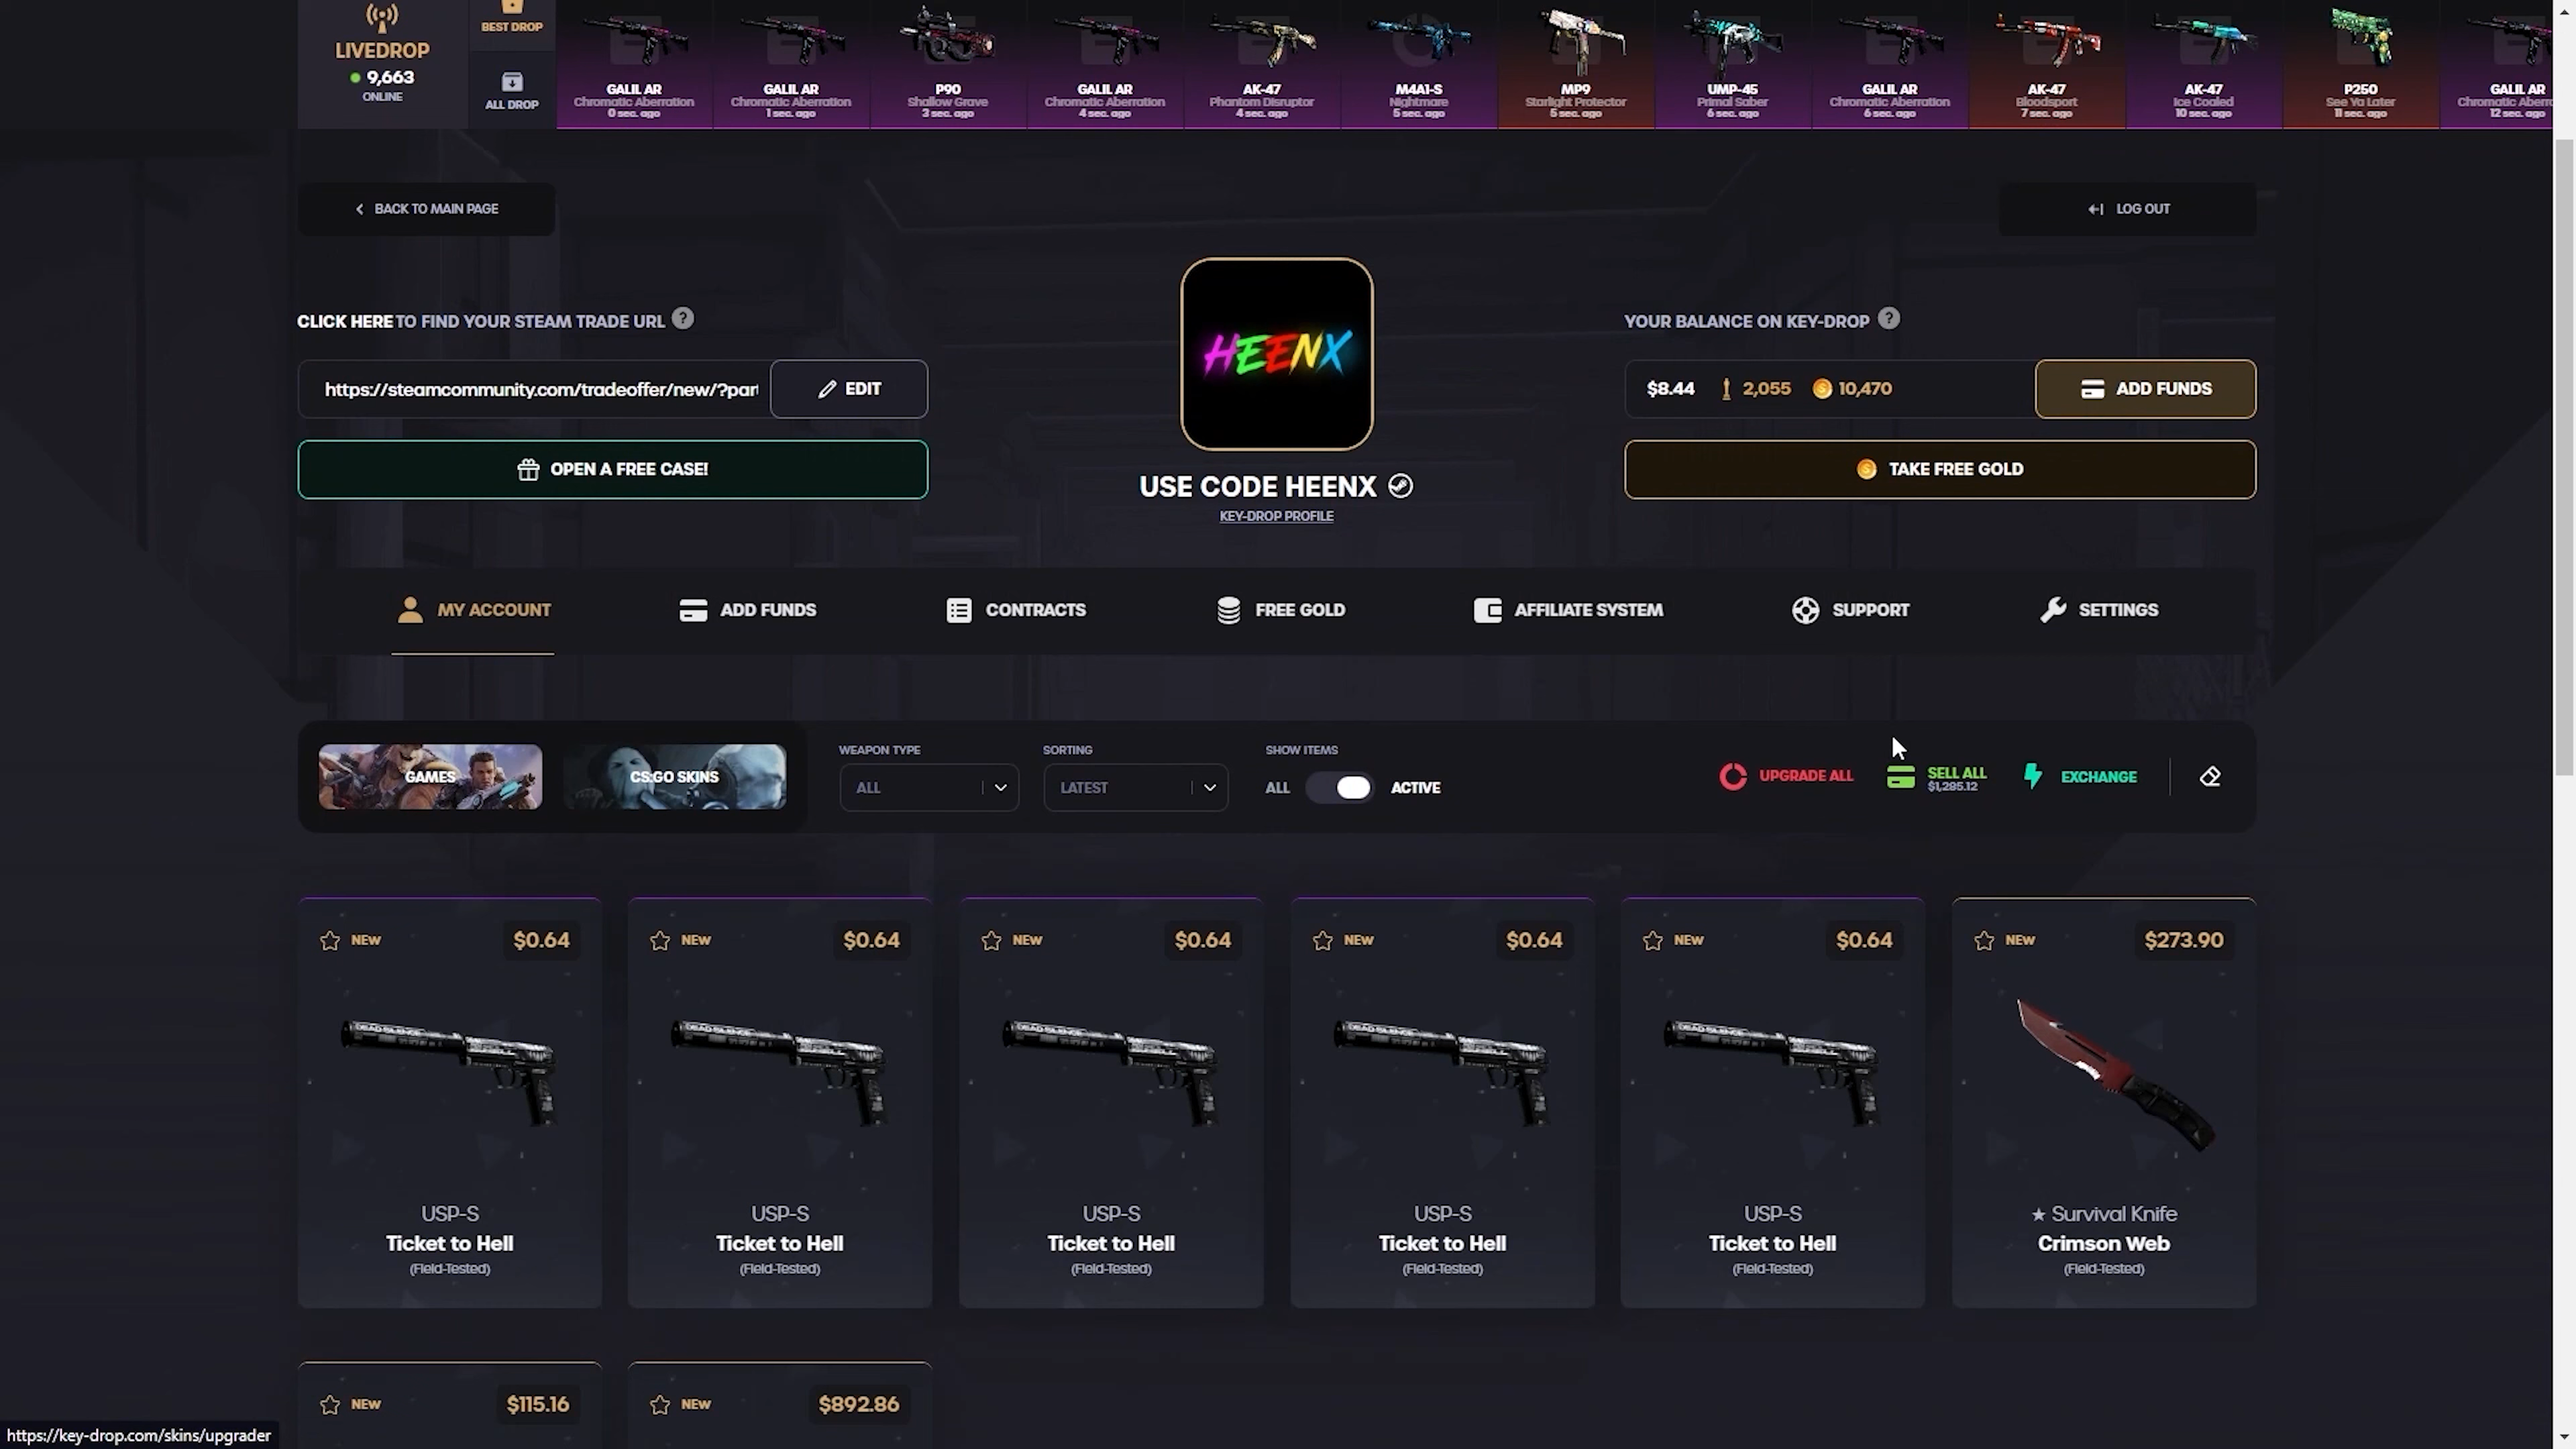 LIVEDROP
9,663
ONLINE
BEST DROP
ALL DROP
GALIL AR
Chromatic Aberration
0 sec. ago
GALIL AR
Chromatic Aberration
1 sec. ago
P90
Shallow Grave
3 sec. ago
GALIL AR
Chromatic Aberration
4 sec. ago
AK-47
Phantom Disruptor
4 sec. ago
M4A1-S
Nightmare
5 sec. ago
MP9
Starlight Protector
5 sec. ago
UMP-45
Primal Saber
6 sec. ago
GALIL AR
Chromatic Aberration
6 sec. ago
AK-47
Bloodsport
7 sec. ago
AK-47
Ice Coaled
10 sec. ago
P250
See Ya Later
11 sec. ago
GALIL AR
Chromatic Aberr
12 sec. ago
BACK TO MAIN PAGE
LOG OUT
CLICK HERE TO FIND YOUR STEAM TRADE URL ?
https://steamcommunity.com/tradeoffer/new/?par
EDIT
OPEN A FREE CASE!
HEENX
USE CODE HEENX
KEY-DROP PROFILE
YOUR BALANCE ON KEY-DROP ?
$8.44 2,055 10,470
ADD FUNDS
TAKE FREE GOLD
MY ACCOUNT
ADD FUNDS
CONTRACTS
FREE GOLD
AFFILIATE SYSTEM
SUPPORT
SETTINGS
GAMES
CS:GO SKINS
WEAPON TYPE
ALL
SORTING
LATEST
SHOW ITEMS
ALL
ACTIVE
UPGRADE ALL
SELL ALL
$1,285.12
EXCHANGE
NEW $0.64
USP-S
Ticket to Hell
(Field-Tested)
NEW $0.64
USP-S
Ticket to Hell
(Field-Tested)
NEW $0.64
USP-S
Ticket to Hell
(Field-Tested)
NEW $0.64
USP-S
Ticket to Hell
(Field-Tested)
NEW $0.64
USP-S
Ticket to Hell
(Field-Tested)
NEW $273.90
★ Survival Knife
Crimson Web
(Field-Tested)
NEW $115.16
NEW $892.86
https://key-drop.com/skins/upgrader